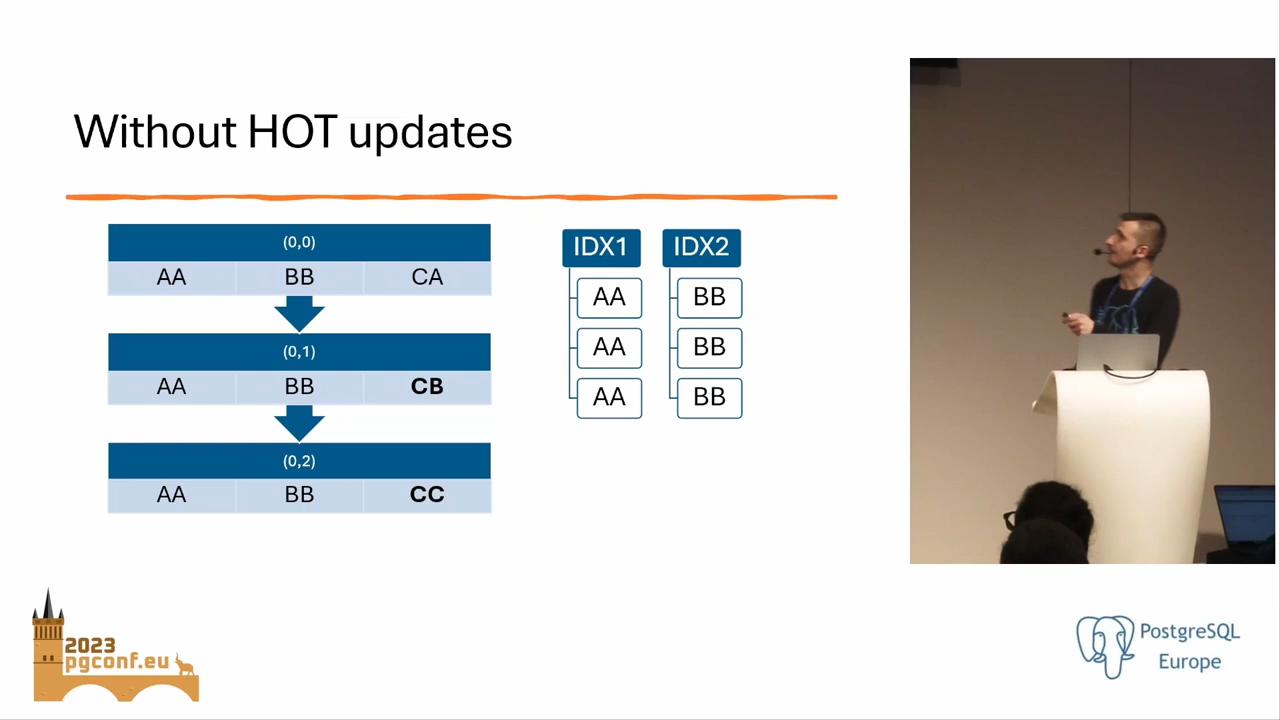 Without HOT updates
(0,0)
AA BB CA
(0,1)
AA BB CB
(0,2)
AA BB CC
IDX1 IDX2
AA BB
AA BB
AA BB
2023
pgconf.eu
PostgreSQL
Europe